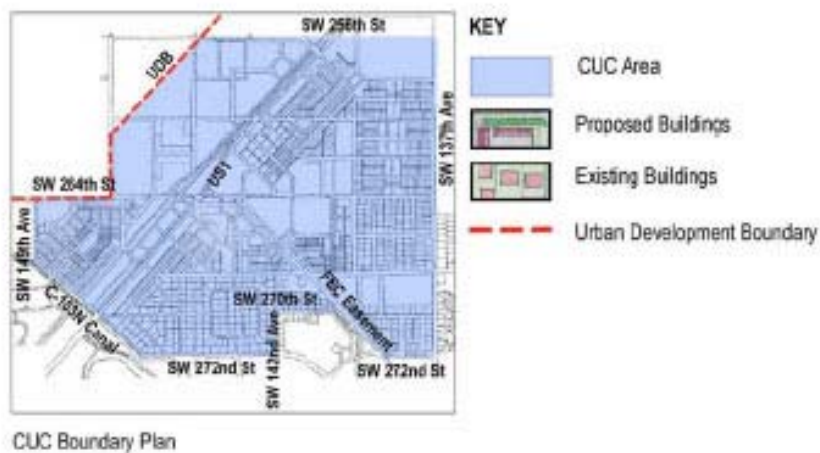 SW 256th St
UDB
SW 137th Ave
US1
SW 264th St
SW 149th Ave
C-103N Canal
SW 270th St
FEC Easement
SW 142nd Ave
SW 272nd St
SW 272nd St
CUC Boundary Plan
KEY
CUC Area
Proposed Buildings
Existing Buildings
Urban Development Boundary